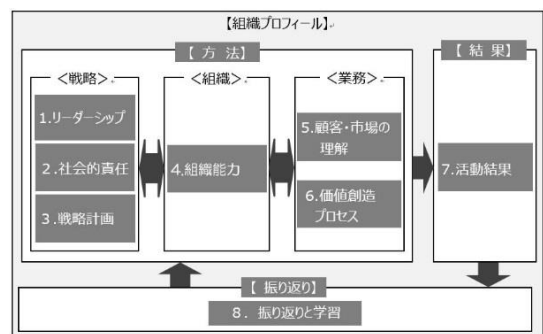 【組織プロフィール】
【 方 法】
【 結 果】
＜戦略＞
＜組織＞
＜業務＞
1.リーダーシップ
2.社会的責任
3.戦略計画
4.組織能力
5.顧客・市場の
理解
6.価値創造
プロセス
7.活動結果
【 振り返り】
8. 振り返りと学習